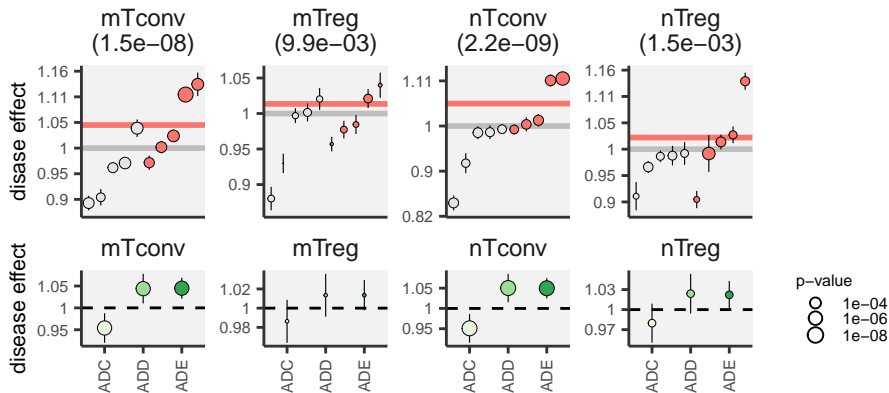 mTconv
(1.5e−08)
mTreg
(9.9e−03)
nTconv
(2.2e−09)
nTreg
(1.5e−03)
disase effect
1.16
1.11
1.05
1
0.95
0.9
1.05
1
0.95
0.9
1.11
1
0.9
0.82
1.16
1.11
1.05
1
0.95
0.9
mTconv
mTreg
nTconv
nTreg
disease effect
1.05
1
0.95
1.02
1
0.98
1.05
1
0.95
1.03
1
0.97
ADC
ADD
ADE
ADC
ADD
ADE
ADC
ADD
ADE
ADC
ADD
ADE
p−value
1e−04
1e−06
1e−08